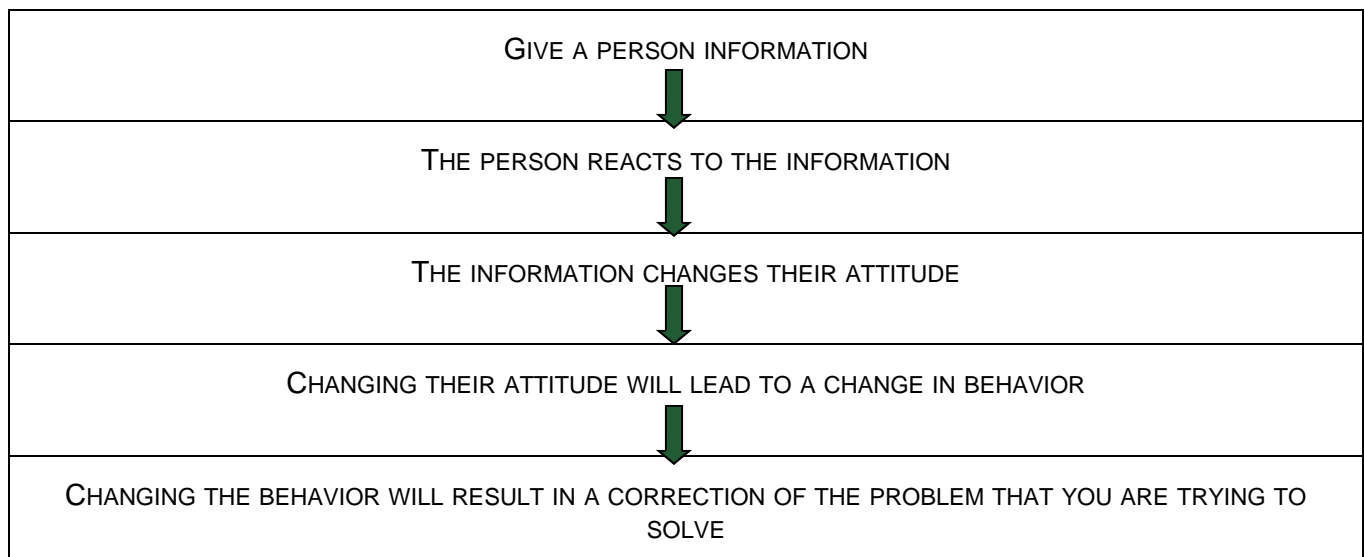 GIVE A PERSON INFORMATION
THE PERSON REACTS TO THE INFORMATION
THE INFORMATION CHANGES THEIR ATTITUDE
CHANGING THEIR ATTITUDE WILL LEAD TO A CHANGE IN BEHAVIOR
CHANGING THE BEHAVIOR WILL RESULT IN A CORRECTION OF THE PROBLEM THAT YOU ARE TRYING TO
SOLVE